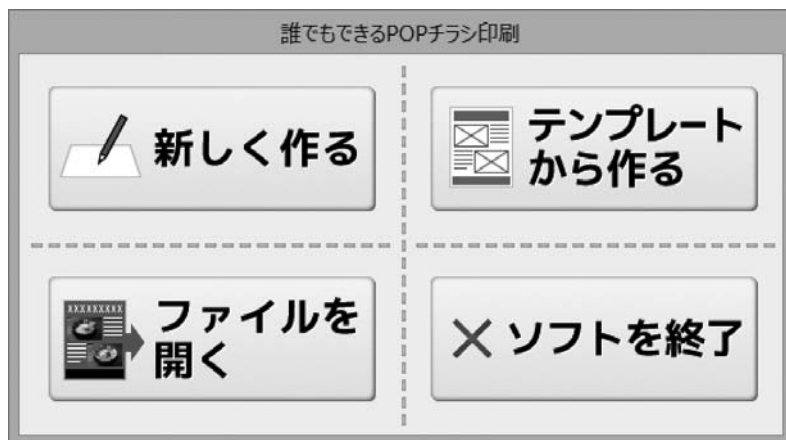 誰でもできるPOPチラシ印刷
新しく作る
テンプレート
から作る
XXXXXXXXX
ファイルを
開く
ソフトを終了